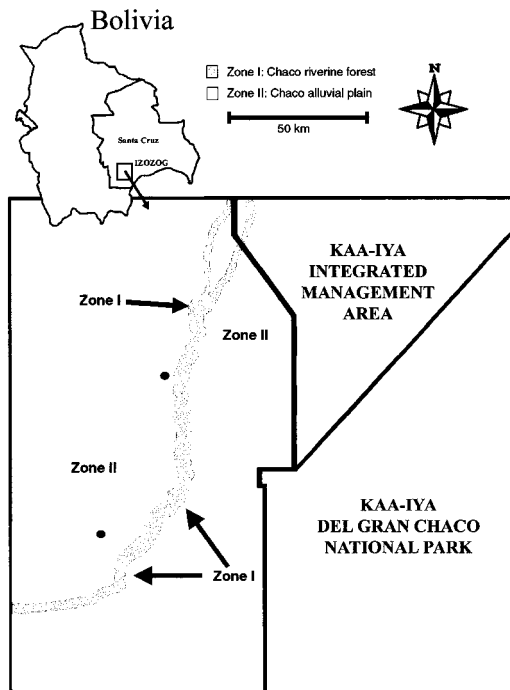 Bolivia
Zone I: Chaco riverine forest
Zone II: Chaco alluvial plain
50 km
N
Santa Cruz
IZOZOG
KAA-IYA
INTEGRATED
MANAGEMENT
AREA
Zone I
Zone II
Zone II
KAA-IYA
DEL GRAN CHACO
NATIONAL PARK
Zone I